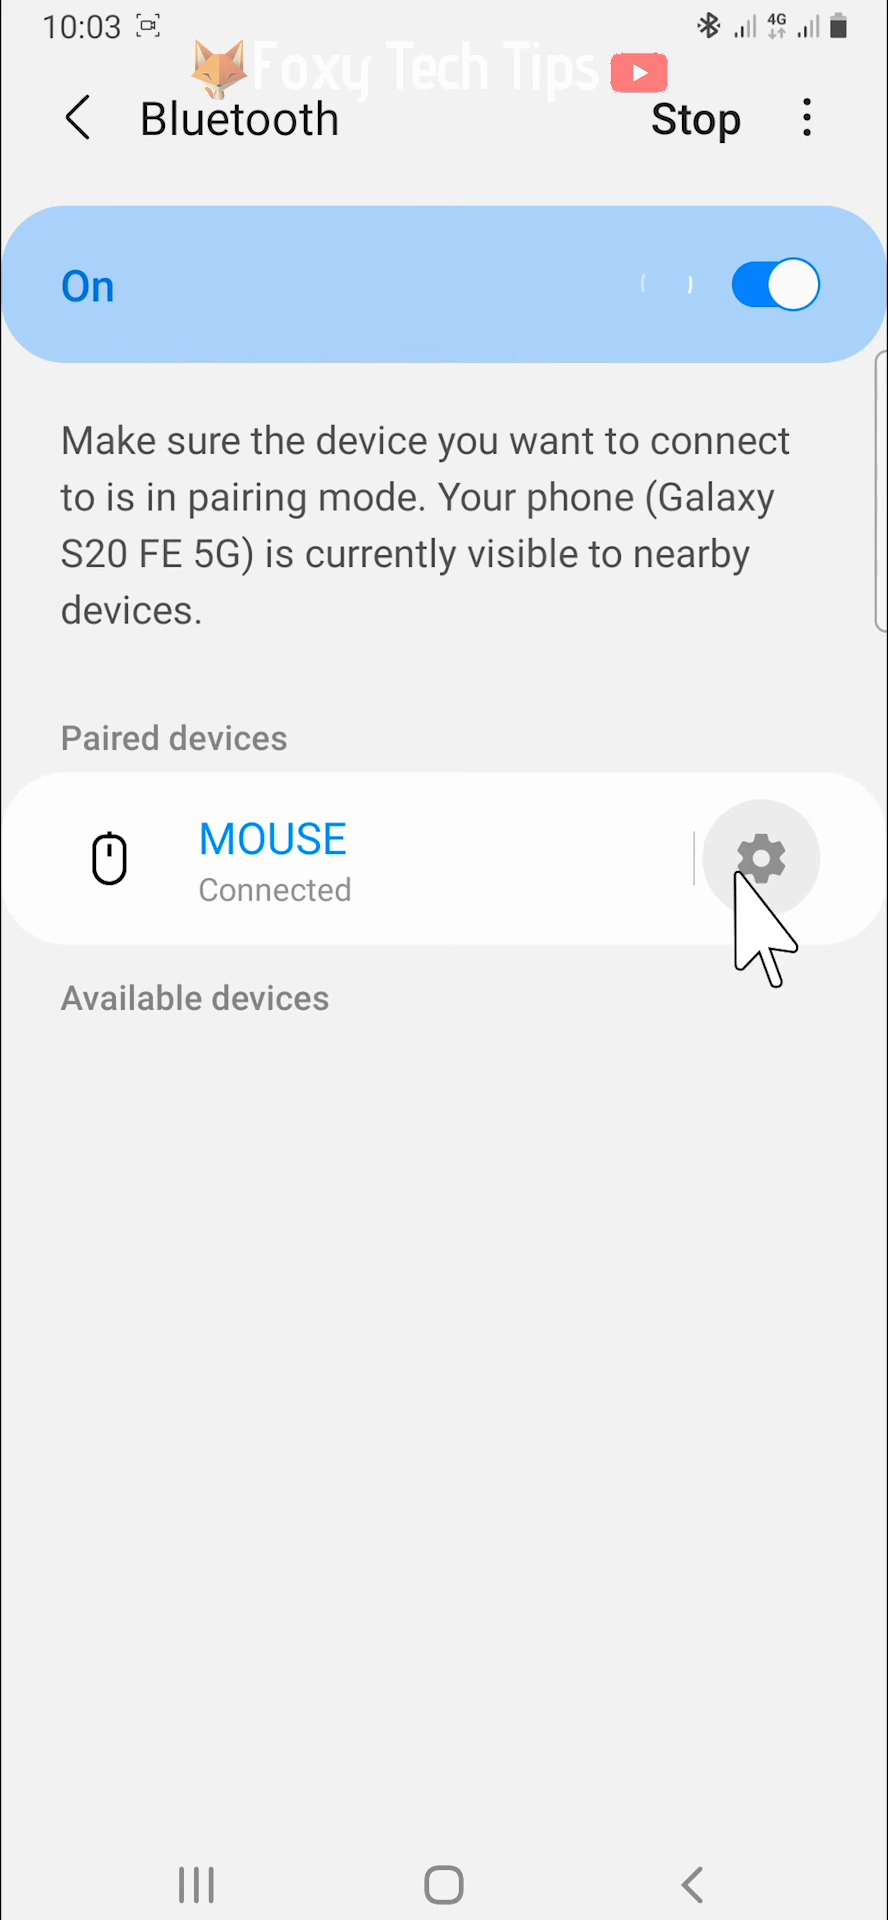 10:03
4G
Foxy Tech Tips
Bluetooth
Stop
On
Make sure the device you want to connect
to is in pairing mode. Your phone (Galaxy
S20 FE 5G) is currently visible to nearby
devices.
Paired devices
MOUSE
Connected
Available devices